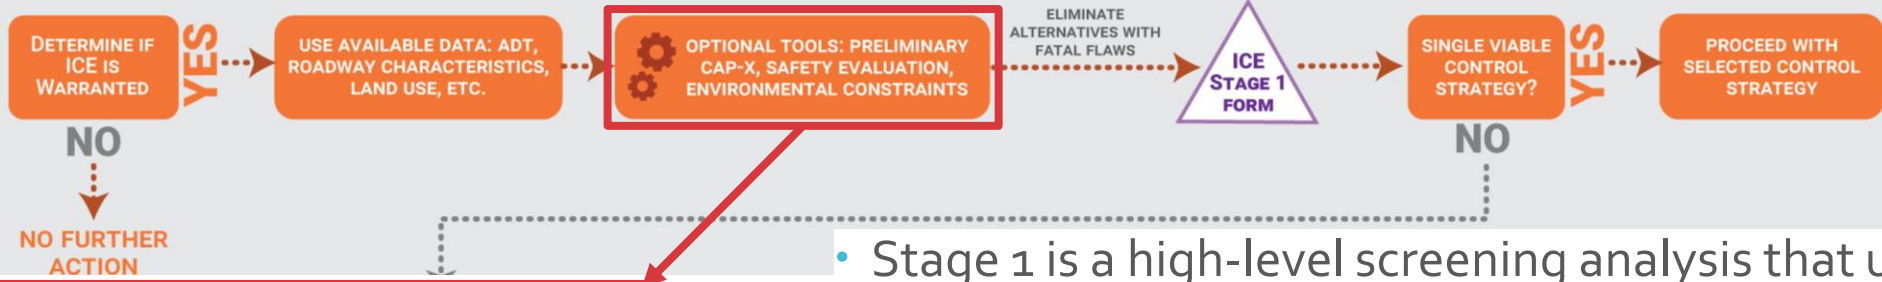 DETERMINE IF
ICE IS
WARRANTED
YES
USE AVAILABLE DATA: ADT,
ROADWAY CHARACTERISTICS,
LAND USE, ETC.
OPTIONAL TOOLS: PRELIMINARY
CAP-X, SAFETY EVALUATION,
ENVIRONMENTAL CONSTRAINTS
ELIMINATE
ALTERNATIVES WITH
FATAL FLAWS
ICE
STAGE 1
FORM
SINGLE VIABLE
CONTROL
STRATEGY?
YES
PROCEED WITH
SELECTED CONTROL
STRATEGY
NO
NO
NO FURTHER
ACTION
• Stage 1 is a high-level screening analysis that u